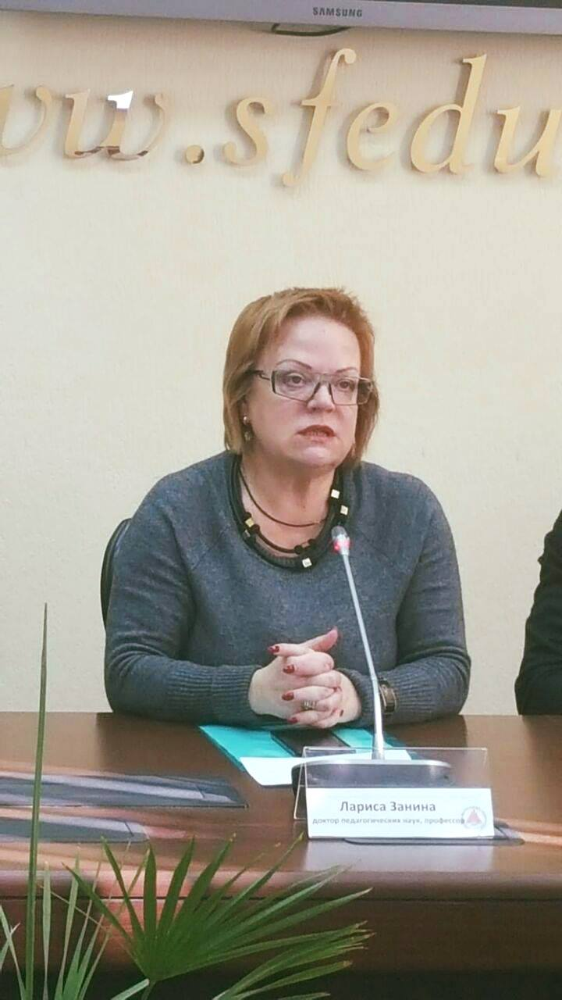 SAMSUNG
ww.sfedu
Лариса Занина
доктор педагогических наук, профессор